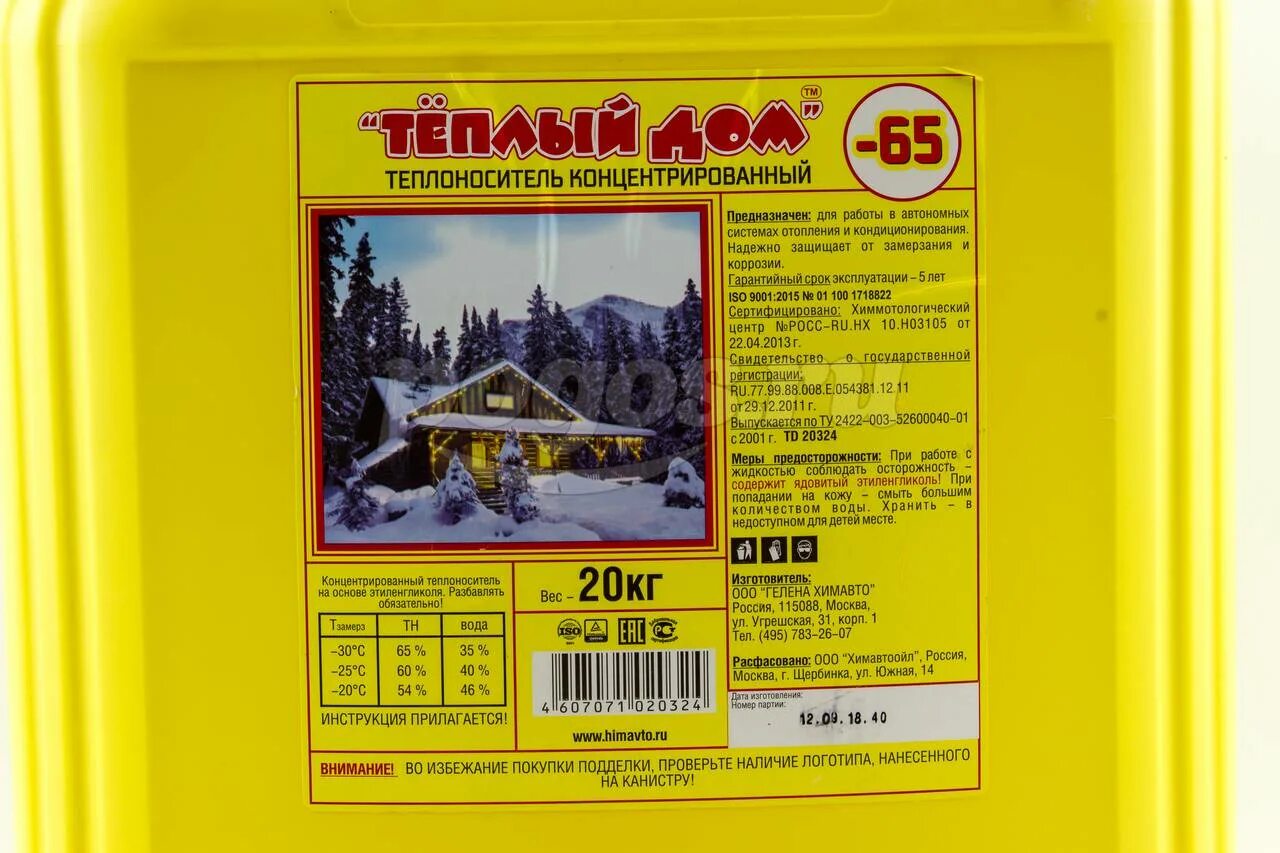 "ТЁПЛЫЙ ДОМ" ТМ
-65
ТЕПЛОНОСИТЕЛЬ КОНЦЕНТРИРОВАННЫЙ
Предназначен: для работы в автономных
системах отопления и кондиционирования.
Надежно защищает от замерзания и
коррозии.
Гарантийный срок эксплуатации – 5 лет
ISO 9001:2015 № 01 100 1718822
Сертифицировано: Химмотологический
центр №РОСС-RU.НХ 10.Н03105 от
22.04.2013 г.
Свидетельство о государственной
регистрации:
RU.77.99.88.008.Е.054381.12.11
от 29.12.2011 г.
Выпускается по ТУ 2422-003-52600040-01
с 2001 г. TD 20324
Меры предосторожности: При работе с
жидкостью соблюдать осторожность –
содержит ядовитый этиленгликоль! При
попадании на кожу – смыть большим
количеством воды. Хранить – в
недоступном для детей месте.
Изготовитель:
ООО "ГЕЛЕНА ХИМАВТО"
Россия, 115088, Москва,
ул. Угрешская, 31, корп. 1
Тел. (495) 783-26-07
Расфасовано: ООО "Химавтоойл", Россия,
Москва, г. Щербинка, ул. Южная, 14
Дата изготовления:
Номер партии:
12.09.18.40
Концентрированный теплоноситель
на основе этиленгликоля. Разбавлять
обязательно!
Тзамерз ТН вода
–30°С 65 % 35 %
–25°С 60 % 40 %
–20°С 54 % 46 %
ИНСТРУКЦИЯ ПРИЛАГАЕТСЯ!
Вес – 20кг
ISO
EAC
4 607071 020324
www.himavto.ru
ВНИМАНИЕ! ВО ИЗБЕЖАНИЕ ПОКУПКИ ПОДДЕЛКИ, ПРОВЕРЬТЕ НАЛИЧИЕ ЛОГОТИПА, НАНЕСЕННОГО
НА КАНИСТРУ!